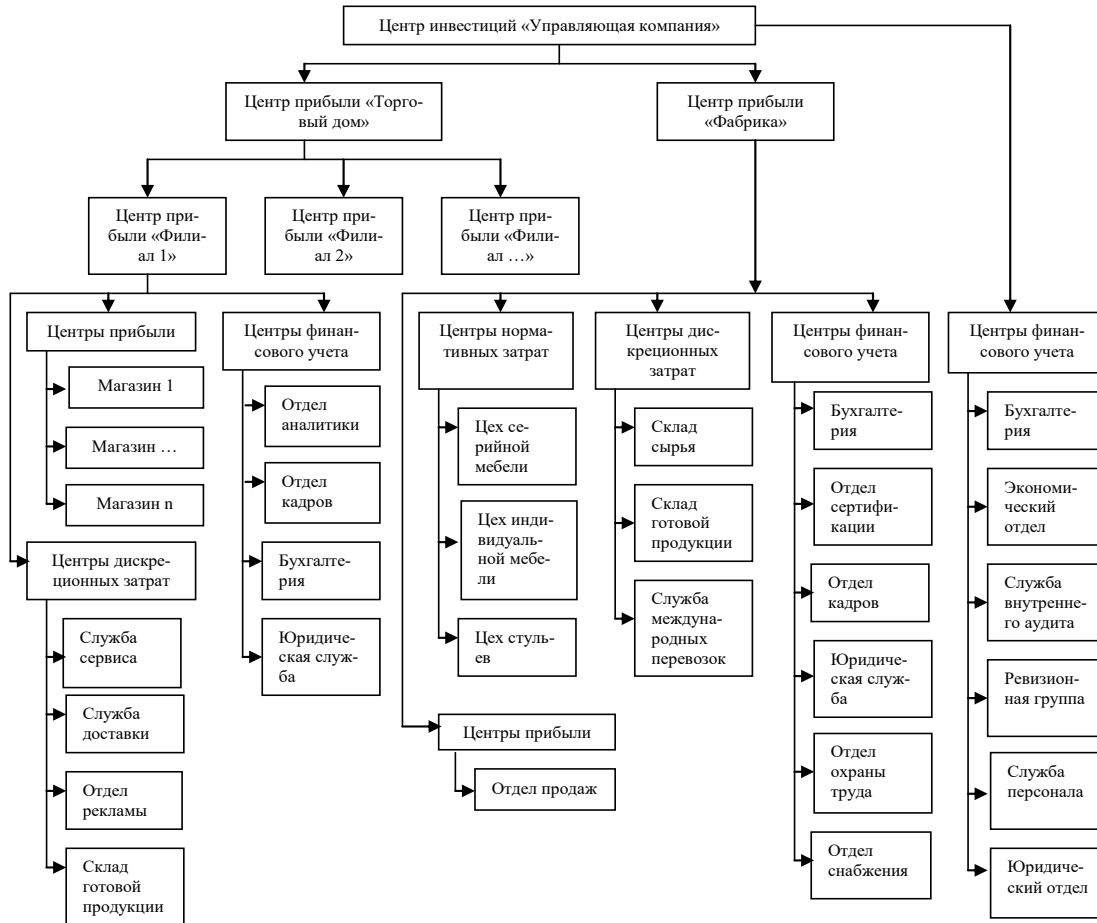 Центр инвестиций «Управляющая компания»
Центр прибыли «Торго-
вый дом»
Центр прибыли
«Фабрика»
Центр при-
были «Фили-
ал 1»
Центр при-
были «Фили-
ал 2»
Центр при-
были «Фили-
ал …»
Центры прибыли
Магазин 1
Магазин …
Магазин n
Центры дискре-
ционных затрат
Служба
сервиса
Служба
доставки
Отдел
рекламы
Склад
готовой
продукции
Центры финан-
сового учета
Отдел
аналитики
Отдел
кадров
Бухгалте-
рия
Юридиче-
ская служ-
ба
Центры норма-
тивных затрат
Цех се-
рийной
мебели
Цех инди-
видуаль-
ной мебе-
ли
Цех стуль-
ев
Центры прибыли
Отдел продаж
Центры дис-
креционных
затрат
Склад
сырья
Склад
готовой
продукции
Служба
междуна-
родных
перевозок
Центры финан-
сового учета
Бухгалте-
рия
Отдел
сертифи-
кации
Отдел
кадров
Юридиче-
ская служ-
ба
Отдел
охраны
труда
Отдел
снабжения
Центры финан-
сового учета
Бухгалте-
рия
Экономи-
ческий
отдел
Служба
внутренне-
го аудита
Ревизион-
ная группа
Служба
персонала
Юридиче-
ский отдел